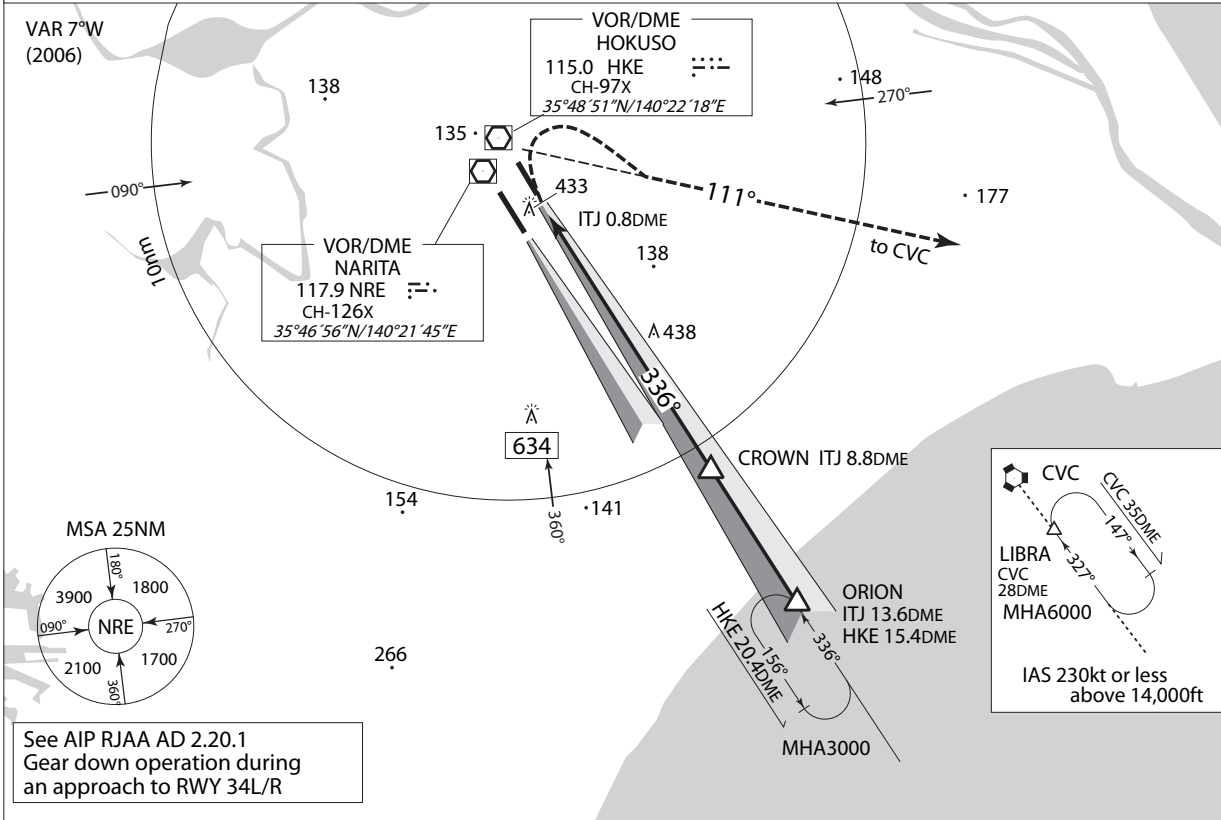 VAR 7°W
(2006)
138
VOR/DME
HOKUSO
115.0 HKE
CH-97X
35°48´51″N/140°22´18″E
148
270°
135
090°
433
111°
177
ITJ 0.8DME
to CVC
10nm
VOR/DME
NARITA
117.9 NRE
CH-126X
35°46´56″N/140°21´45″E
138
438
336°
634
360°
CROWN ITJ 8.8DME
154
141
MSA 25NM
180°
3900
1800
090°
NRE
270°
2100
1700
360°
266
ORION
ITJ 13.6DME
HKE 15.4DME
HKE 20.4DME
156°
336°
MHA3000
CVC
CVC 35DME
147°
LIBRA
CVC
28DME
327°
MHA6000
IAS 230kt or less
above 14,000ft
See AIP RJAA AD 2.20.1
Gear down operation during
an approach to RWY 34L/R